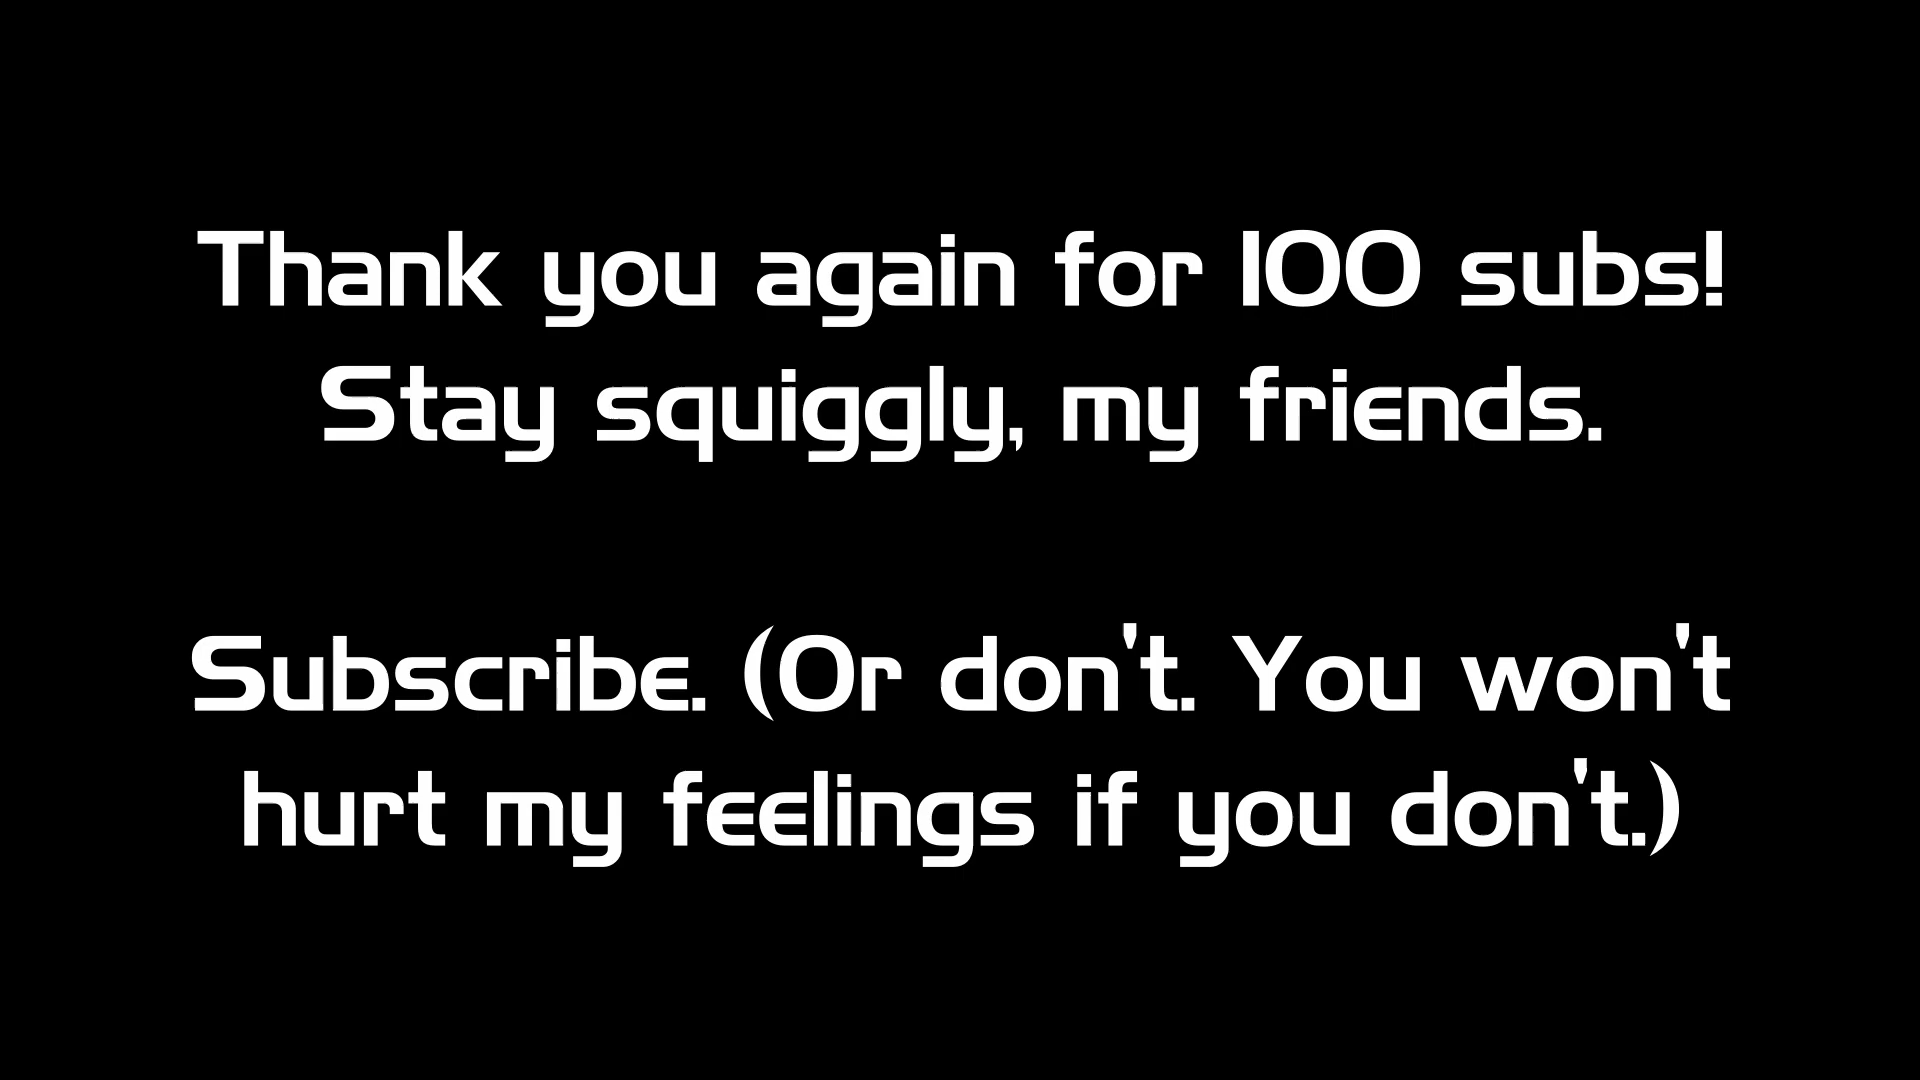 Thank you again for 100 subs!
Stay squiggly, my friends.
Subscribe. (Or don't. You won't
hurt my feelings if you don't.)